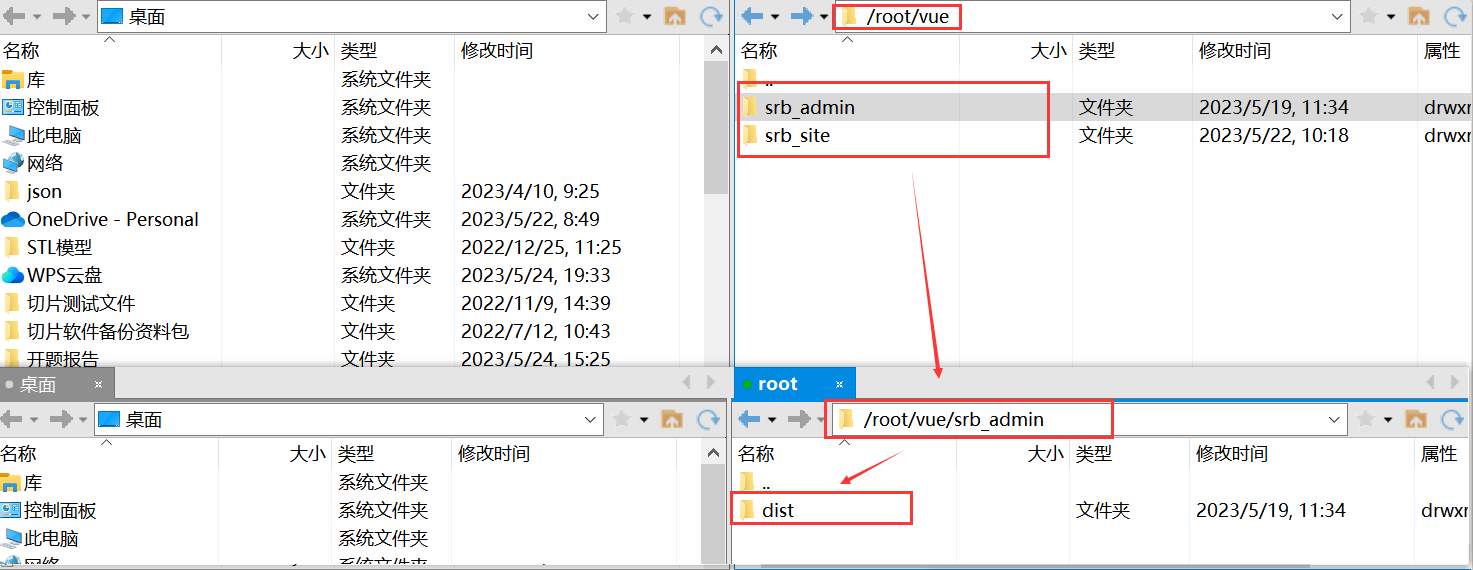 桌面
名称 大小 类型 修改时间
库 系统文件夹
控制面板 系统文件夹
此电脑 系统文件夹
网络 系统文件夹
json 文件夹 2023/4/10, 9:25
OneDrive - Personal 系统文件夹 2023/5/22, 8:49
STL模型 文件夹 2022/12/25, 11:25
WPS云盘 系统文件夹 2023/5/24, 19:33
切片测试文件 文件夹 2022/11/9, 14:39
切片软件备份资料包 文件夹 2022/7/12, 10:43
开题报告 文件夹 2023/5/24, 15:25
/root/vue
名称 大小 类型 修改时间 属性
..
srb_admin 文件夹 2023/5/19, 11:34 drwxr
srb_site 文件夹 2023/5/22, 10:18 drwxr
桌面
桌面
名称 大小 类型 修改时间
库 系统文件夹
控制面板 系统文件夹
此电脑 系统文件夹
网络 系统文件夹
root
/root/vue/srb_admin
名称 大小 类型 修改时间 属性
..
dist 文件夹 2023/5/19, 11:34 drwxr